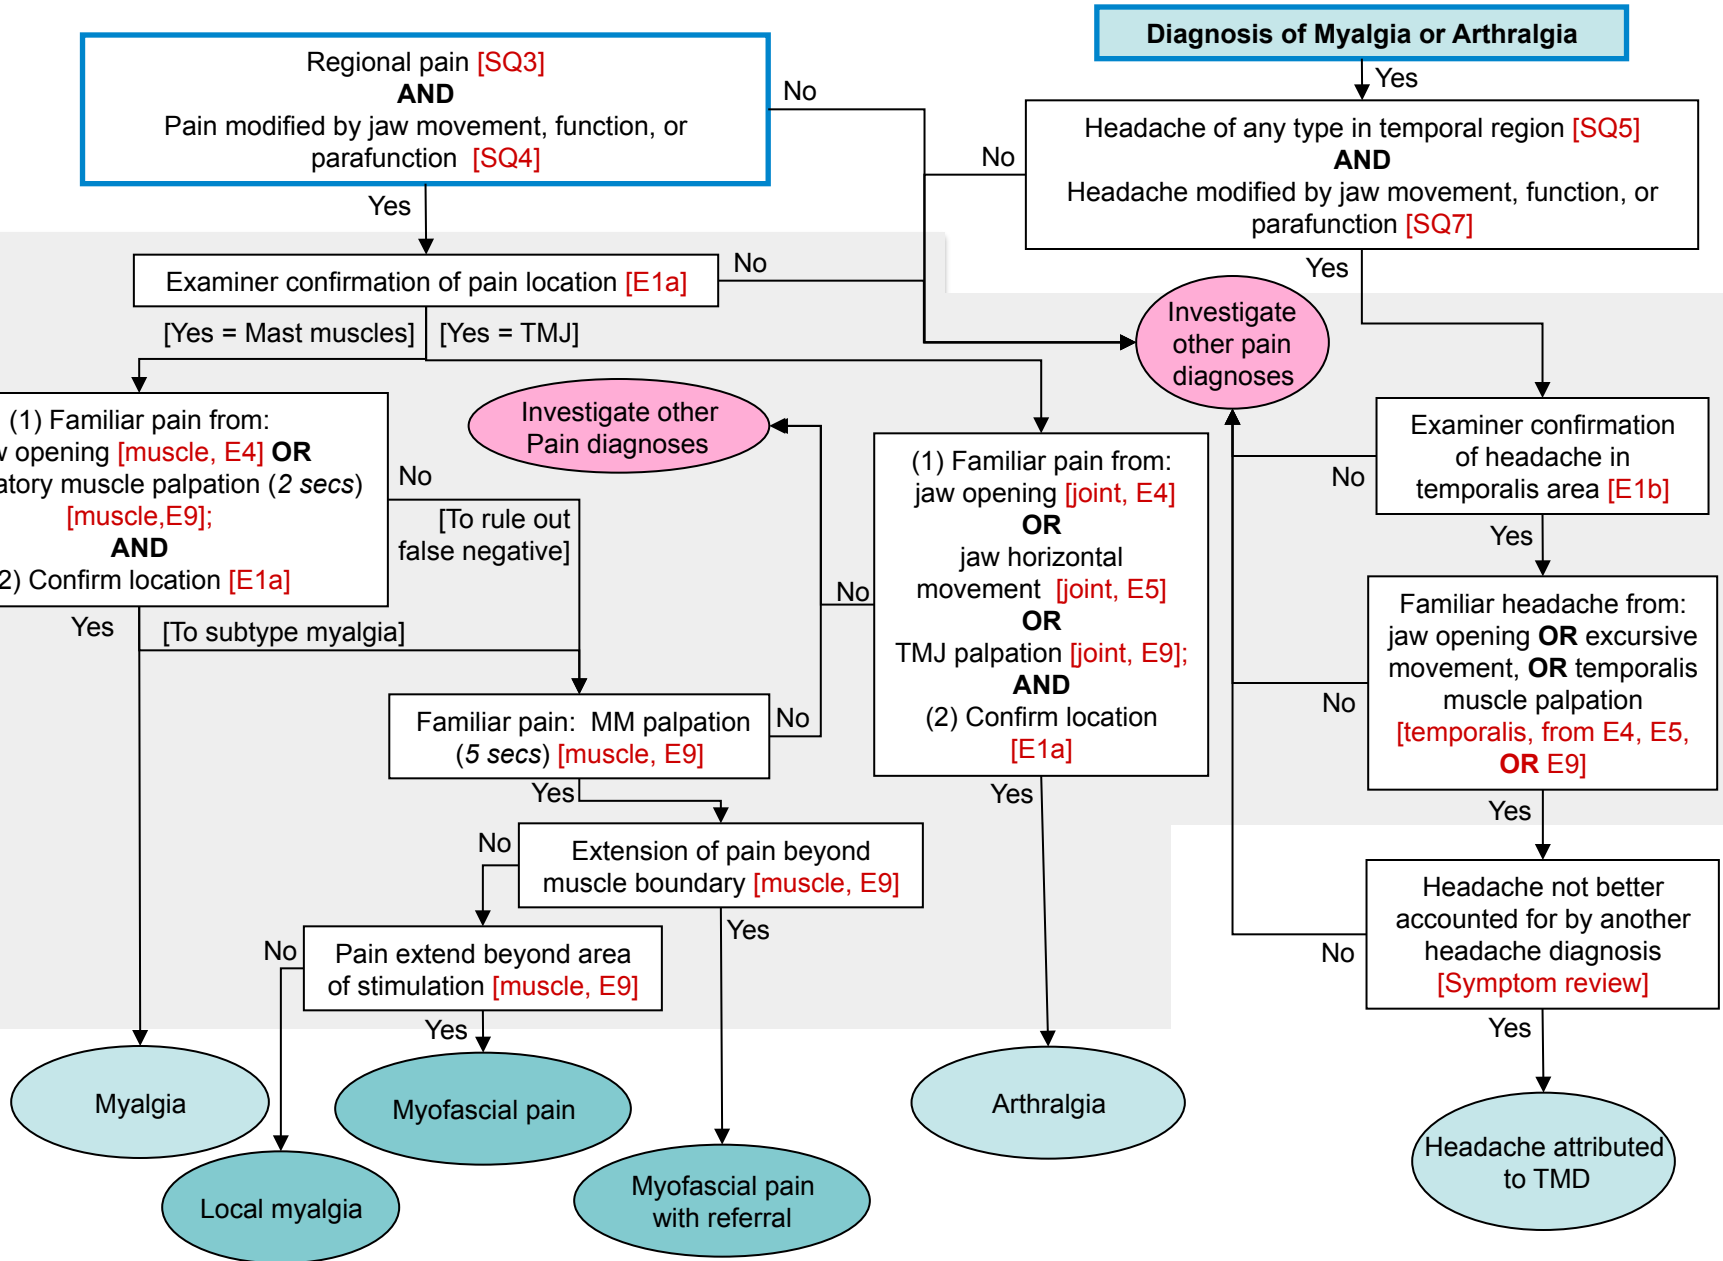 Regional pain [SQ3]
AND
Pain modified by jaw movement, function, or
parafunction [SQ4]
No
Yes
Examiner confirmation of pain location [E1a]
No
[Yes = Mast muscles]
[Yes = TMJ]
(1) Familiar pain from:
opening [muscle, E4] OR
muscle palpation (2 secs)
[muscle,E9];
AND
2) Confirm location [E1a]
No
[To rule out
false negative]
Yes
[To subtype myalgia]
Investigate other
Pain diagnoses
Familiar pain: MM palpation
(5 secs) [muscle, E9]
No
Yes
Extension of pain beyond
muscle boundary [muscle, E9]
No
Yes
Pain extend beyond area
of stimulation [muscle, E9]
No
Yes
(1) Familiar pain from:
jaw opening [joint, E4]
OR
jaw horizontal
movement [joint, E5]
OR
TMJ palpation [joint, E9];
AND
(2) Confirm location
[E1a]
No
Yes
Myalgia
Local myalgia
Myofascial pain
Myofascial pain
with referral
Arthralgia
Diagnosis of Myalgia or Arthralgia
Yes
Headache of any type in temporal region [SQ5]
AND
Headache modified by jaw movement, function, or
parafunction [SQ7]
No
Yes
Investigate
other pain
diagnoses
Examiner confirmation
of headache in
temporalis area [E1b]
No
Yes
Familiar headache from:
jaw opening OR excursive
movement, OR temporalis
muscle palpation
[temporalis, from E4, E5,
OR E9]
No
Yes
Headache not better
accounted for by another
headache diagnosis
[Symptom review]
No
Yes
Headache attributed
to TMD